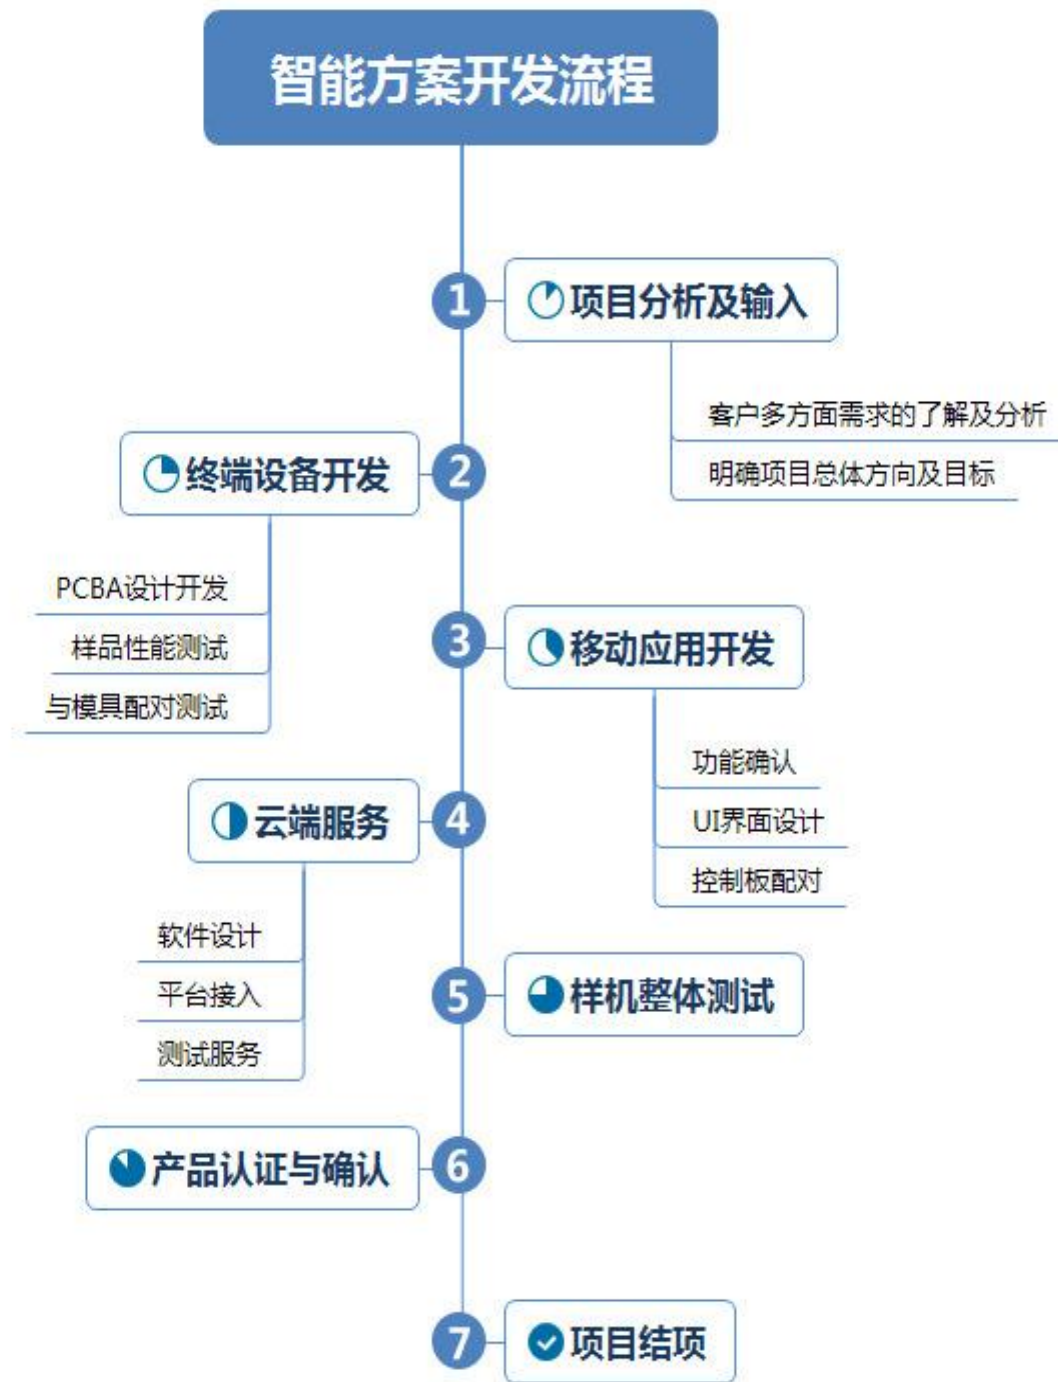 智能方案开发流程
1
项目分析及输入
客户多方面需求的了解及分析
明确项目总体方向及目标
2
终端设备开发
PCBA设计开发
样品性能测试
与模具配对测试
3
移动应用开发
功能确认
UI界面设计
控制板配对
4
云端服务
软件设计
平台接入
测试服务
5
样机整体测试
6
产品认证与确认
7
项目结项